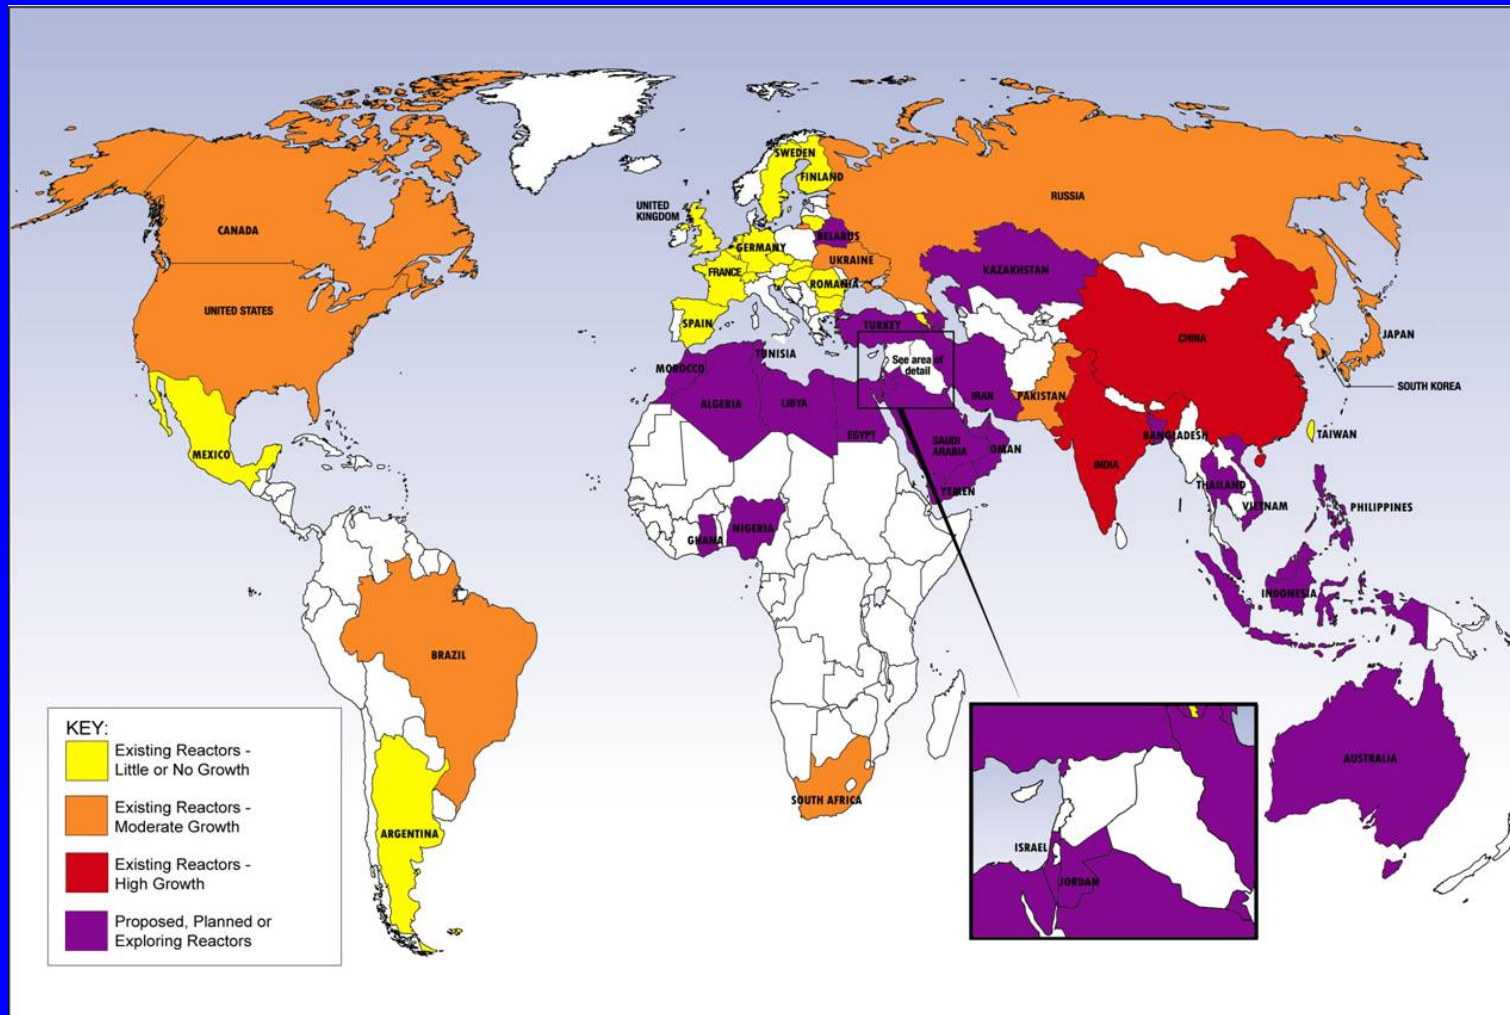 SWEDEN
FINLAND
UNITED
KINGDOM
RUSSIA
CANADA
BELARUS
GERMANY
UKRAINE
FRANCE
KAZAKHSTAN
ROMANIA
UNITED STATES
SPAIN
TURKEY
CHINA
JAPAN
TUNISIA
See area of
detail
MOROCCO
SOUTH KOREA
IRAN
PAKISTAN
ALGERIA
LIBYA
EGYPT
BANGLADESH
TAIWAN
SAUDI
ARABIA
OMAN
MEXICO
INDIA
YEMEN
THAILAND
VIETNAM
PHILIPPINES
NIGERIA
GHANA
INDONESIA
BRAZIL
KEY:
Existing Reactors -
Little or No Growth
Existing Reactors -
Moderate Growth
Existing Reactors -
High Growth
Proposed, Planned or
Exploring Reactors
AUSTRALIA
SOUTH AFRICA
ARGENTINA
ISRAEL
JORDAN